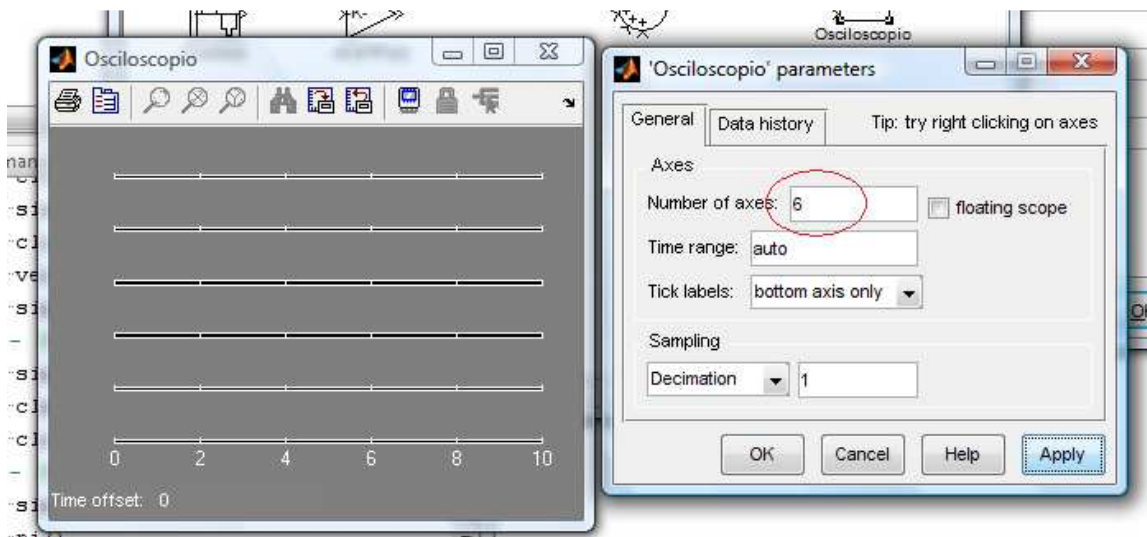 Osciloscopio
Osciloscopio
0 2 4 6 8 10
Time offset: 0
'Osciloscopio' parameters
General Data history Tip: try right clicking on axes
Axes
Number of axes: 6 floating scope
Time range: auto
Tick labels: bottom axis only
Sampling
Decimation 1
OK Cancel Help Apply